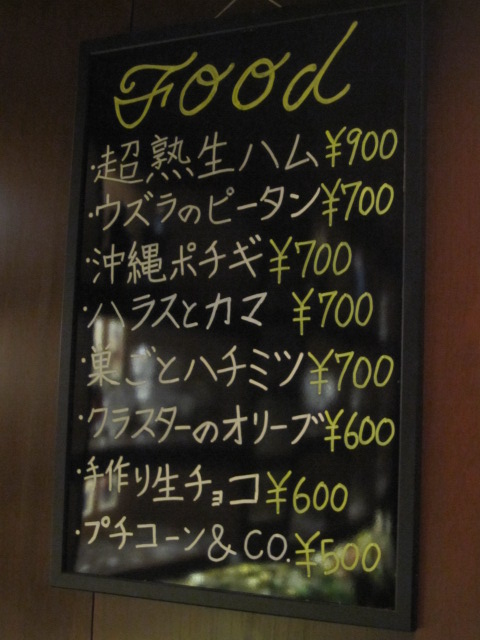 Food
・超熟生ハム ¥900
・ウズラのピータン ¥700
・沖縄ポチギ ¥700
・ハラスとカマ ¥700
・巣ごとハチミツ ¥700
・クラスターのオリーブ ¥600
・手作り生チョコ ¥600
・プチコーン & CO. ¥500